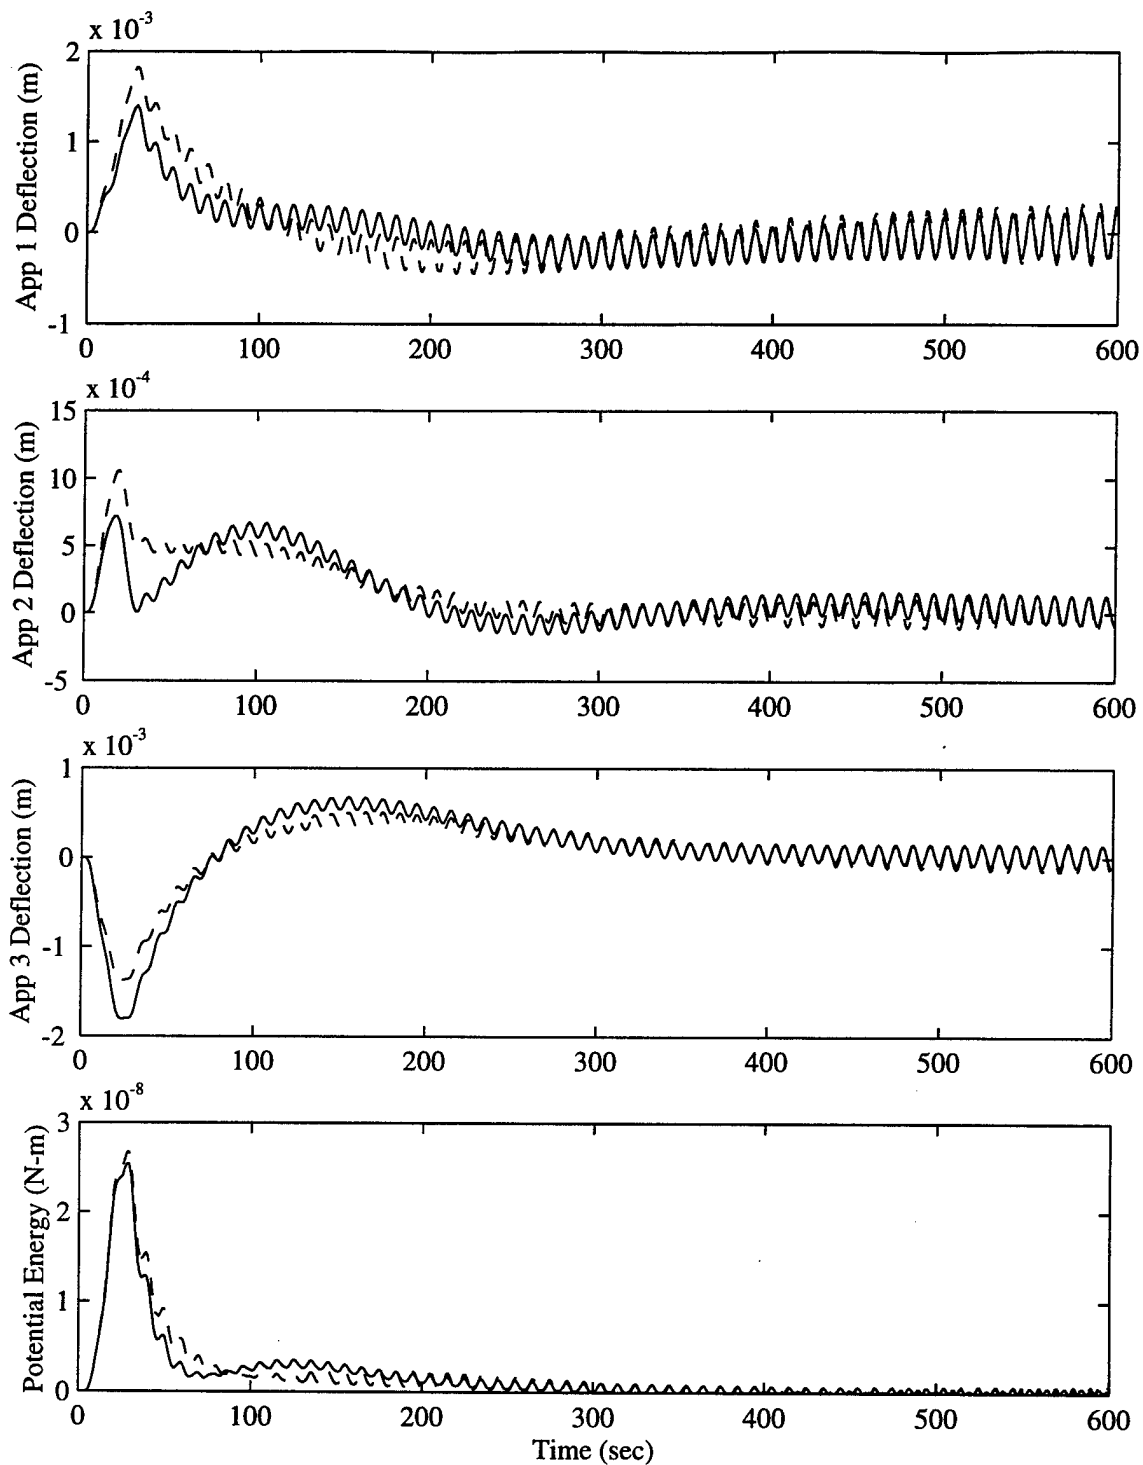 x 10-3
2
1
0
-1
App 1 Deflection (m)
0 100 200 300 400 500 600
x 10-4
15
10
5
0
-5
App 2 Deflection (m)
0 100 200 300 400 500 600
x 10-3
1
0
-1
-2
App 3 Deflection (m)
0 100 200 300 400 500 600
x 10-8
3
2
1
0
Potential Energy (N-m)
0 100 200 300 400 500 600
Time (sec)